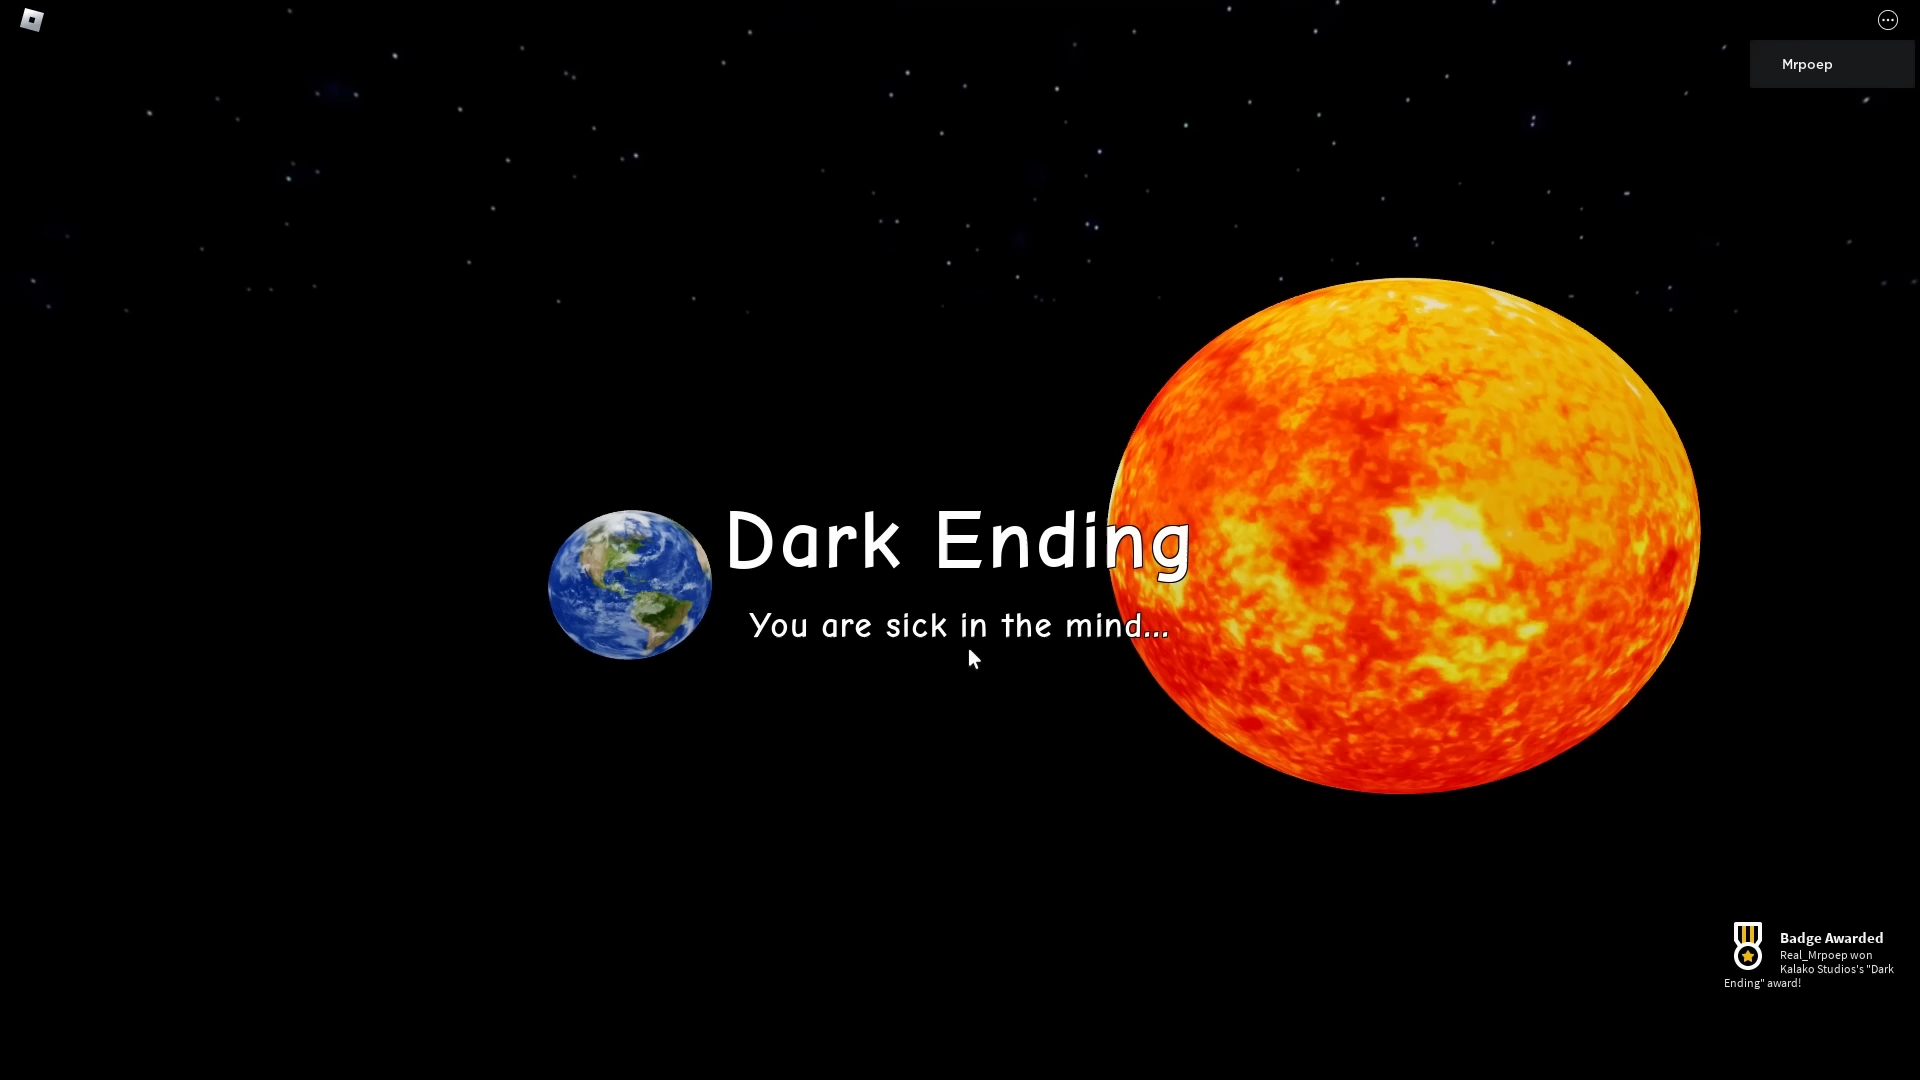 Mrpoep
Dark Ending
You are sick in the mind...
Badge Awarded
Real_Mrpoep won
Kalako Studios's "Dark
Ending" award!